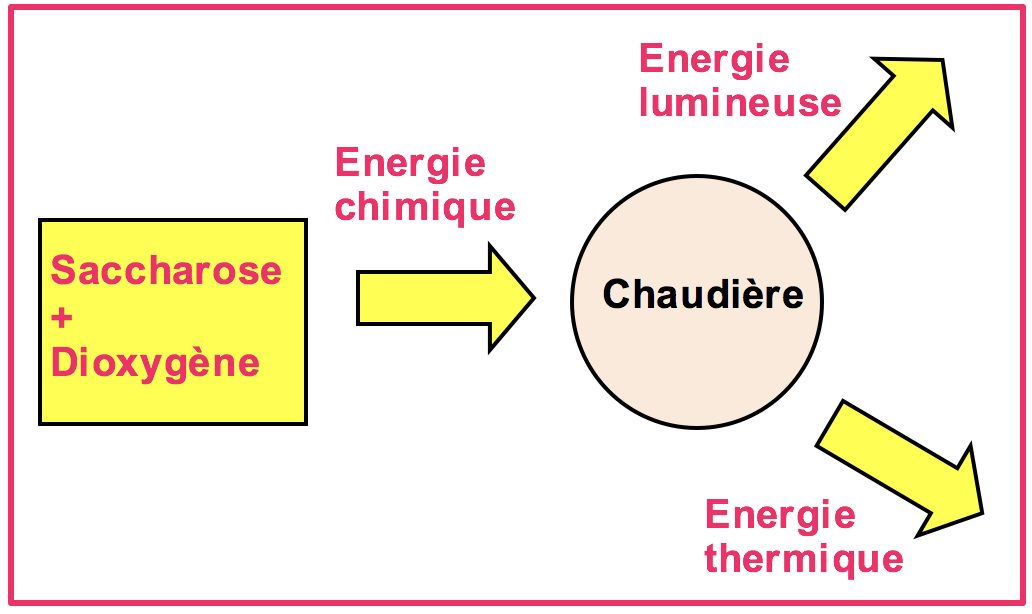 Energie
lumineuse
Energie
chimique
Saccharose
+
Dioxygène
Chaudière
Energie
thermique